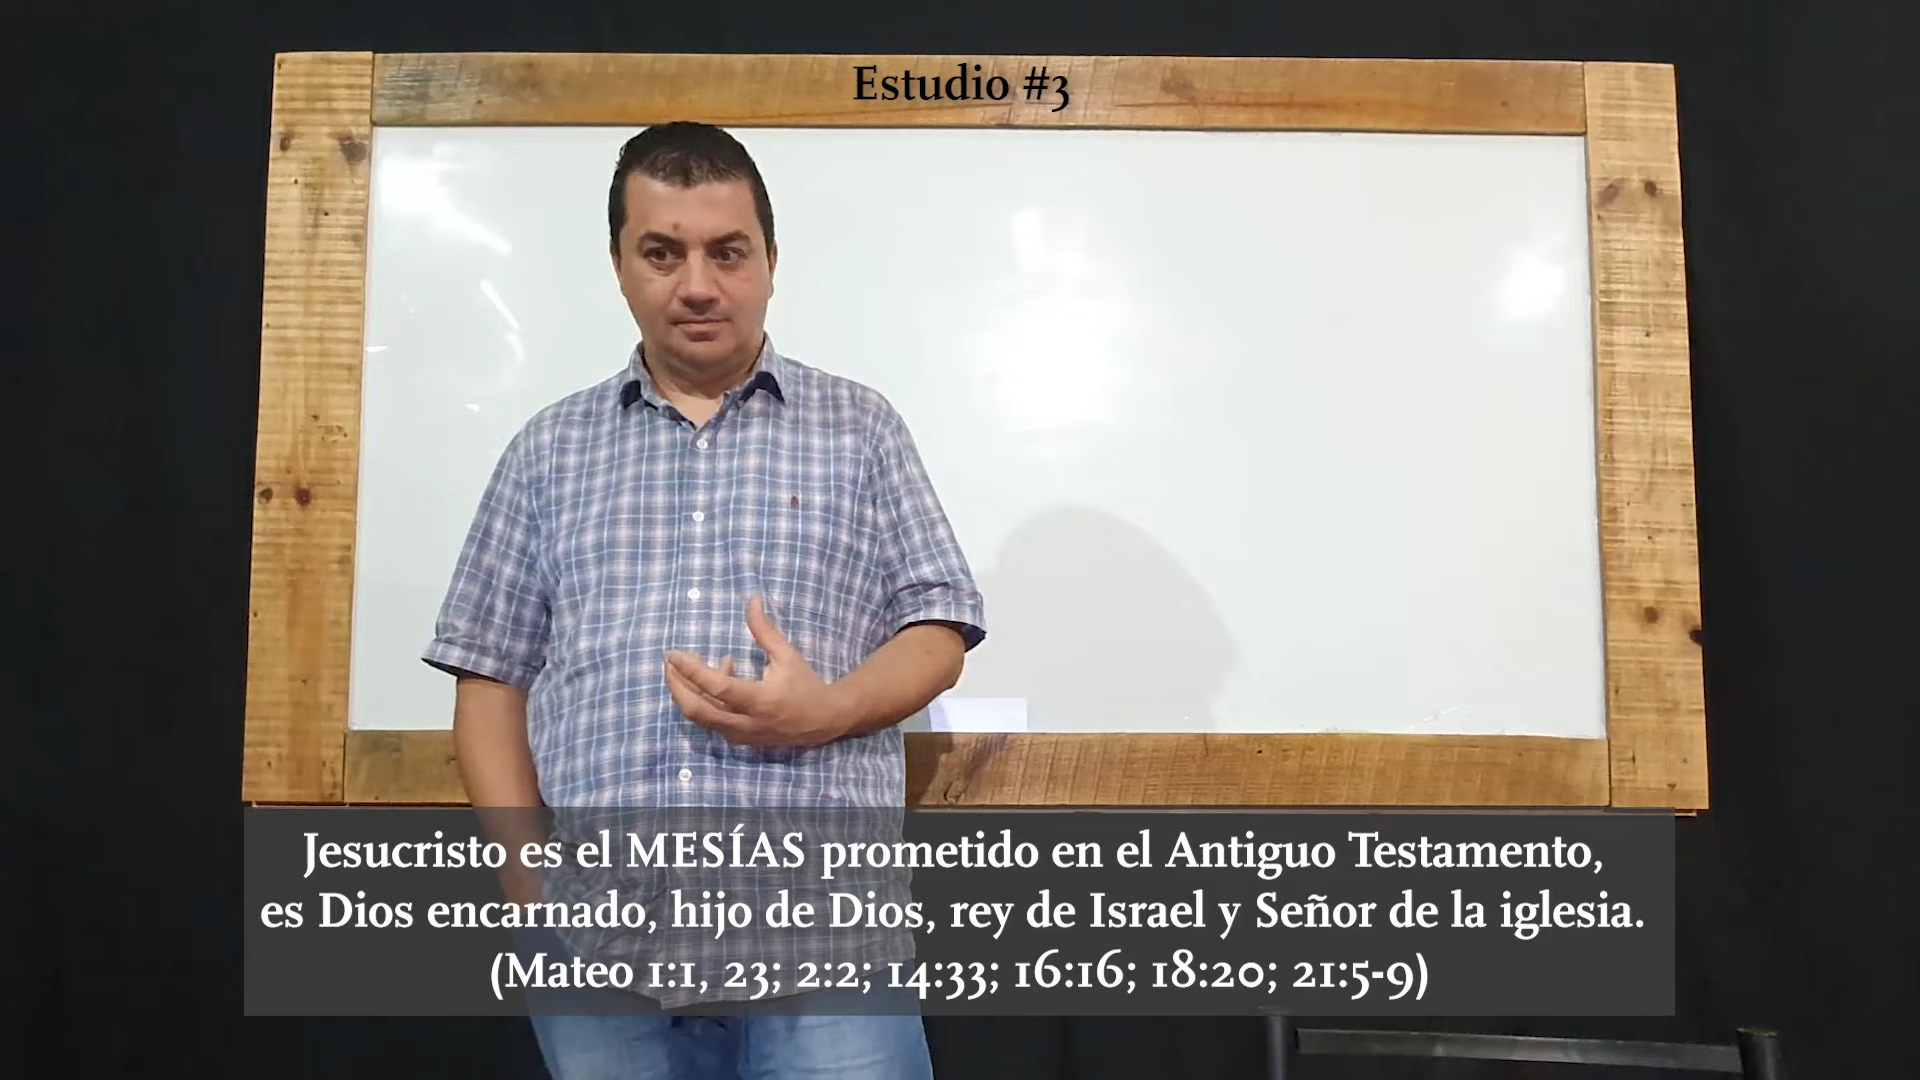 Estudio #3
Jesucristo es el MESÍAS prometido en el Antiguo Testamento,
es Dios encarnado, hijo de Dios, rey de Israel y Señor de la iglesia.
(Mateo 1:1, 23; 2:2; 14:33; 16:16; 18:20; 21:5-9)